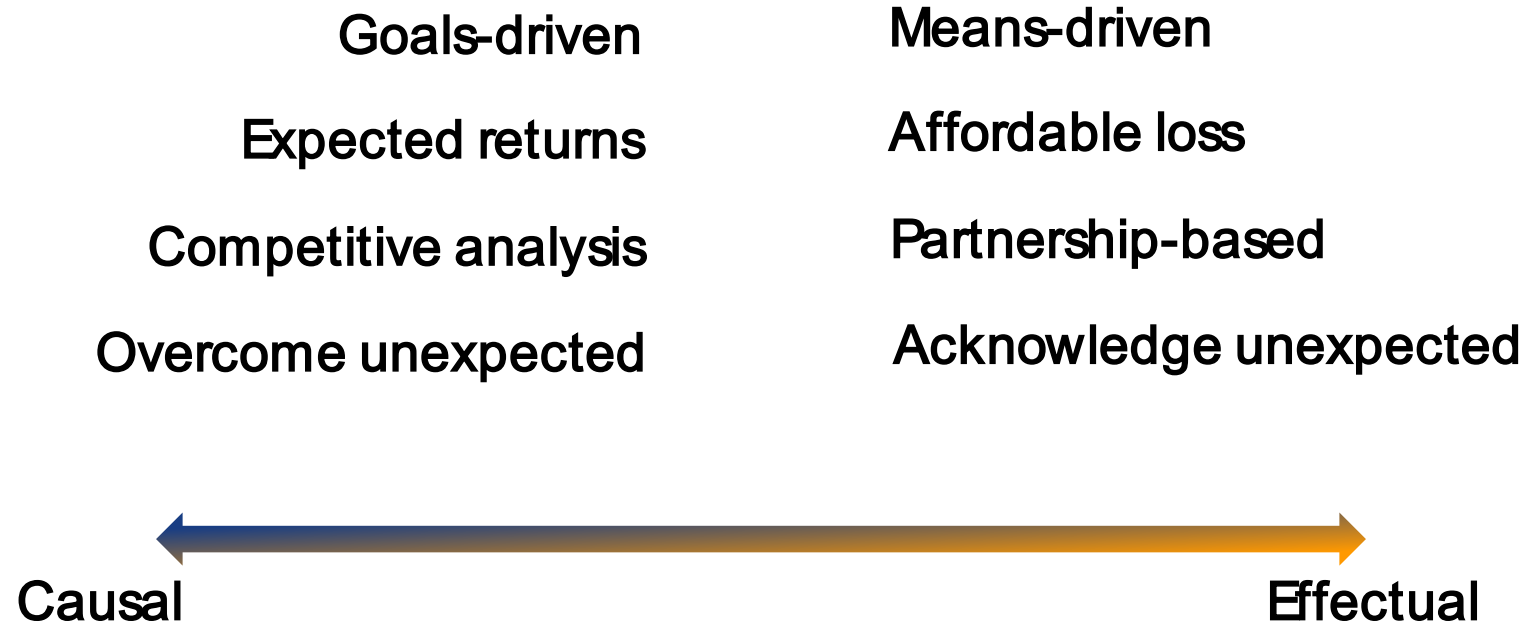 Goals-driven
Means-driven
Expected returns
Affordable loss
Competitive analysis
Partnership-based
Overcome unexpected
Acknowledge unexpected
Causal
Effectual